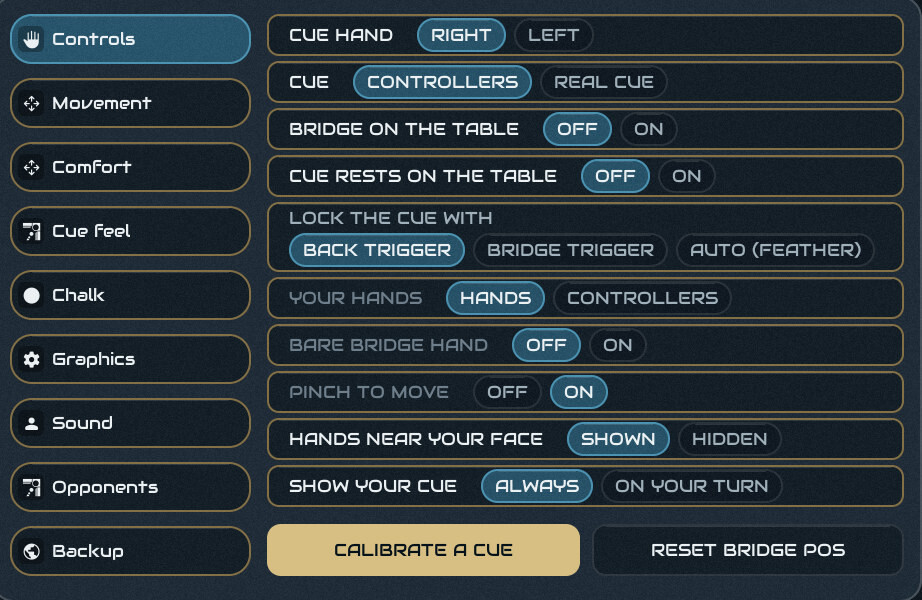 Controls
Movement
Comfort
Cue feel
Chalk
Graphics
Sound
Opponents
Backup
CUE HAND RIGHT LEFT
CUE CONTROLLERS REAL CUE
BRIDGE ON THE TABLE OFF ON
CUE RESTS ON THE TABLE OFF ON
LOCK THE CUE WITH
BACK TRIGGER BRIDGE TRIGGER AUTO (FEATHER)
YOUR HANDS HANDS CONTROLLERS
BARE BRIDGE HAND OFF ON
PINCH TO MOVE OFF ON
HANDS NEAR YOUR FACE SHOWN HIDDEN
SHOW YOUR CUE ALWAYS ON YOUR TURN
CALIBRATE A CUE RESET BRIDGE POS